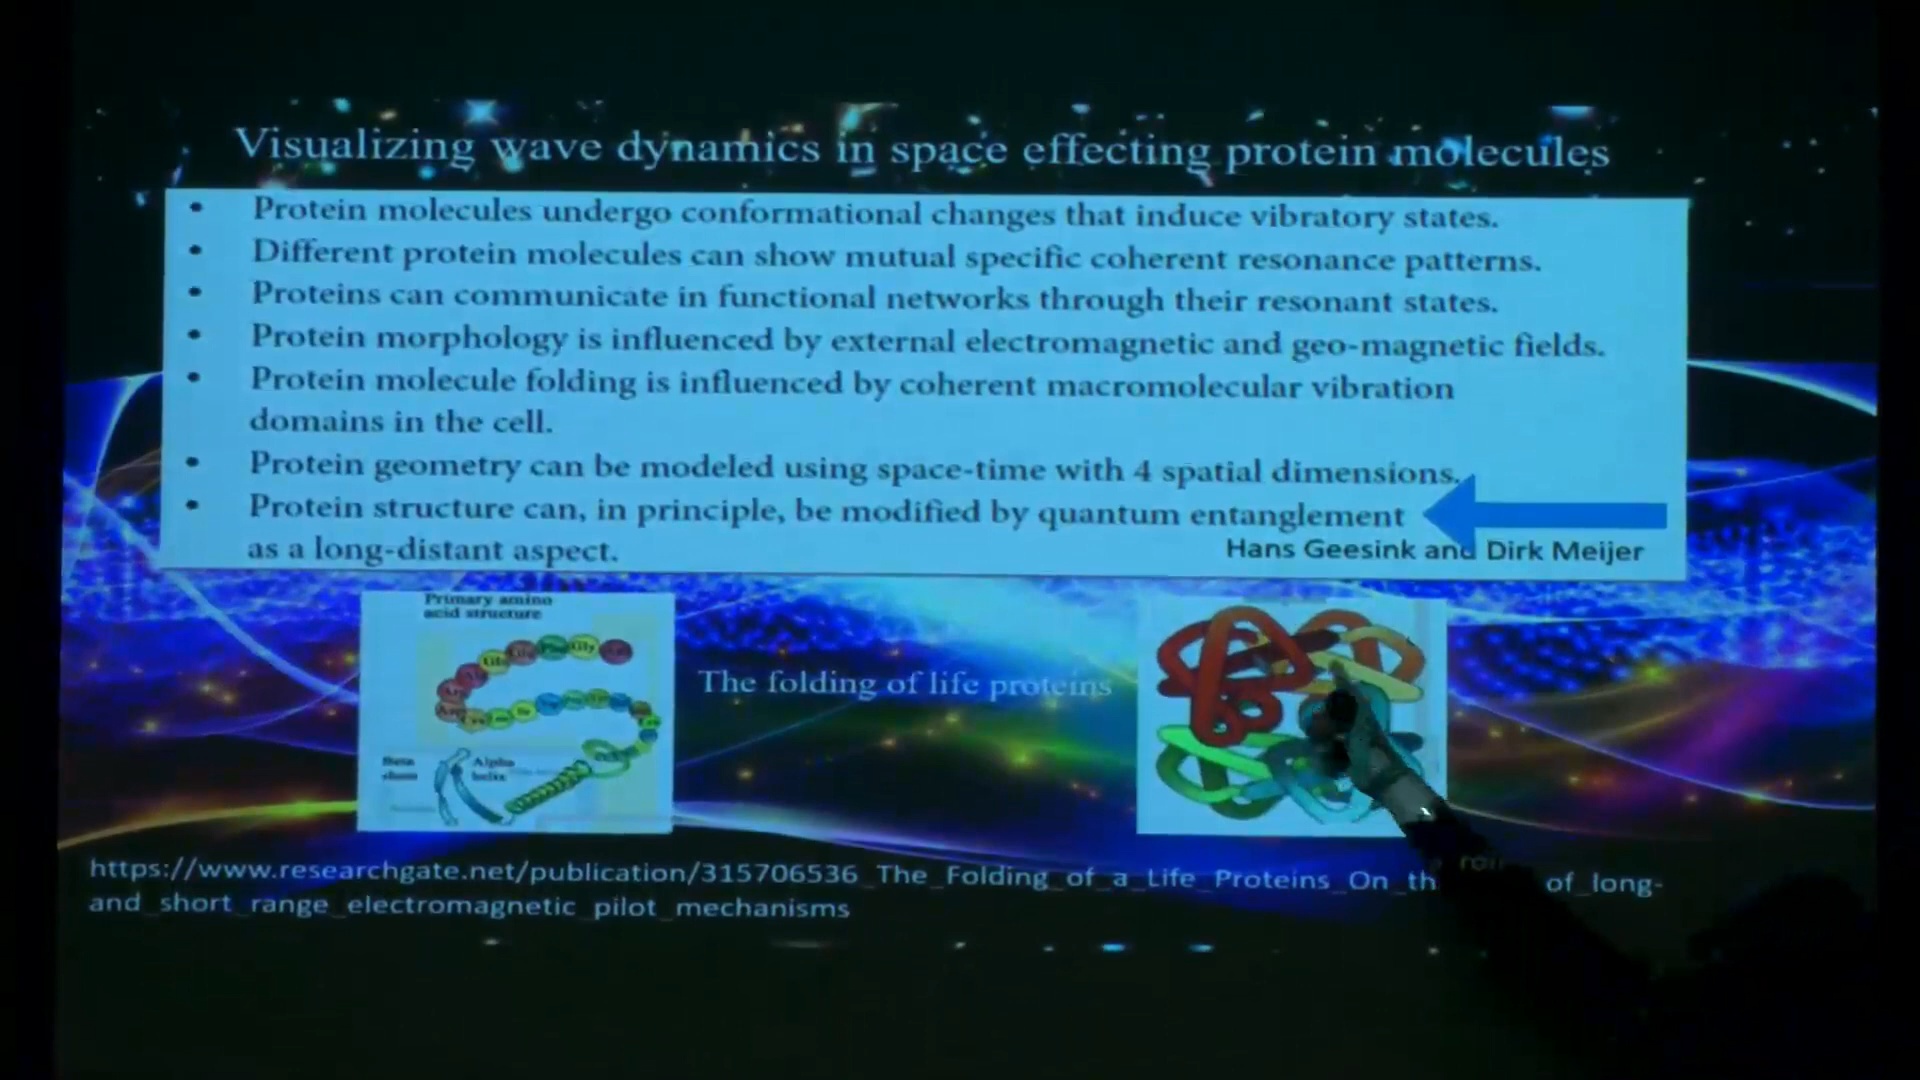 Visualizing wave dynamics in space effecting protein molecules
• Protein molecules undergo conformational changes that induce vibratory states.
• Different protein molecules can show mutual specific coherent resonance patterns.
• Proteins can communicate in functional networks through their resonant states.
• Protein morphology is influenced by external electromagnetic and geo-magnetic fields.
• Protein molecule folding is influenced by coherent macromolecular vibration
domains in the cell.
• Protein geometry can be modeled using space-time with 4 spatial dimensions.
• Protein structure can, in principle, be modified by quantum entanglement
as a long-distant aspect.
Hans Geesink and Dirk Meijer
Primary amino
acid structure
Gly
The folding of life proteins
Beta
Alpha
helix
https://www.researchgate.net/publication/315706536_The_Folding_of_a_Life_Proteins_On_th of_long-
and_short_range_electromagnetic_pilot_mechanisms